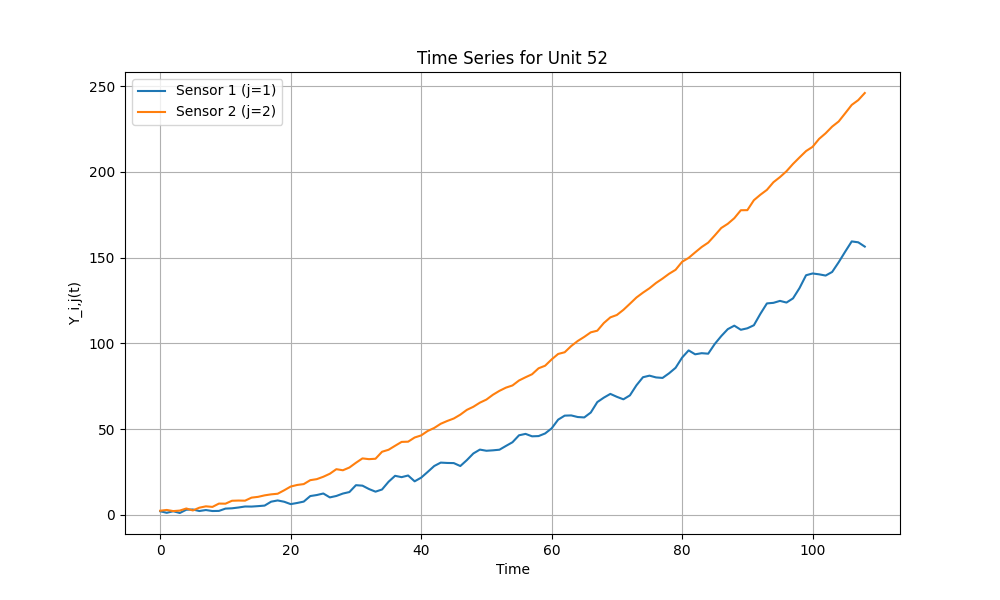 Time Series for Unit 52
Sensor 1 (j=1)
Sensor 2 (j=2)
Y_i,j(t)
250
200
150
100
50
0
0 20 40 60 80 100
Time